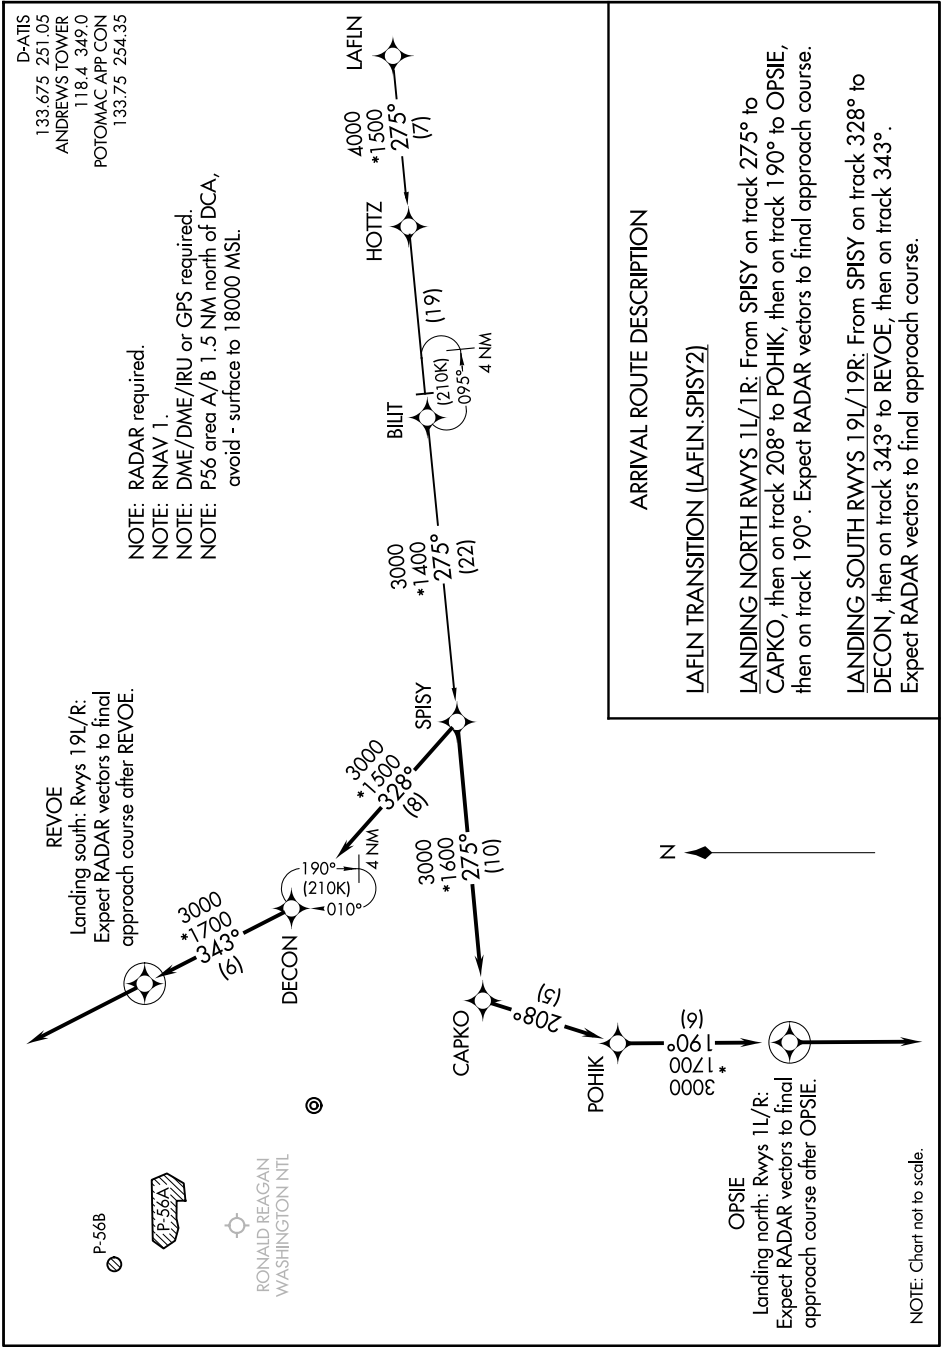 D-ATIS
133.675 251.05
ANDREWS TOWER
118.4 349.0
POTOMAC APP CON
133.75 254.35
NOTE: RADAR required.
NOTE: RNAV 1.
NOTE: DME/DME/IRU or GPS required.
NOTE: P56 area A/B 1.5 NM north of DCA,
avoid - surface to 18000 MSL.
REVOE
Landing south: Rwys 19L/R:
Expect RADAR vectors to final
approach course after REVOE.
P-56B
P-56A
RONALD REAGAN
WASHINGTON NTL
3000
*1700
343°
(9)
DECON
190°
(210K)
010°
4 NM
3000
*1500
328°
(8)
SPISY
3000
*1400
275°
(22)
BILIT
(210K)
095°
4 NM
(19)
HOTTZ
4000
*1500
275°
(7)
LAFLN
3000
*1600
275°
(10)
CAPKO
208°
(5)
POHIK
3000
*1700
190°
(6)
OPSIE
Landing north: Rwys 1L/R:
Expect RADAR vectors to final
approach course after OPSIE.
N
NOTE: Chart not to scale.
ARRIVAL ROUTE DESCRIPTION
LAFLN TRANSITION (LAFLN.SPISY2)
LANDING NORTH RWYS 1L/1R: From SPISY on track 275° to
CAPKO, then on track 208° to POHIK, then on track 190° to OPSIE,
then on track 190°. Expect RADAR vectors to final approach course.
LANDING SOUTH RWYS 19L/19R: From SPISY on track 328° to
DECON, then on track 343° to REVOE, then on track 343°.
Expect RADAR vectors to final approach course.